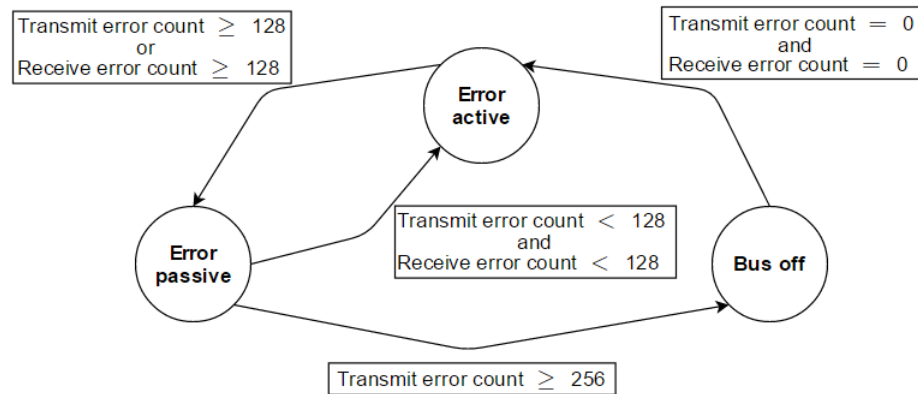 Transmit error count ≥ 128
or
Receive error count ≥ 128
Transmit error count = 0
and
Receive error count = 0
Error
active
Transmit error count < 128
and
Receive error count < 128
Error
passive
Bus off
Transmit error count ≥ 256